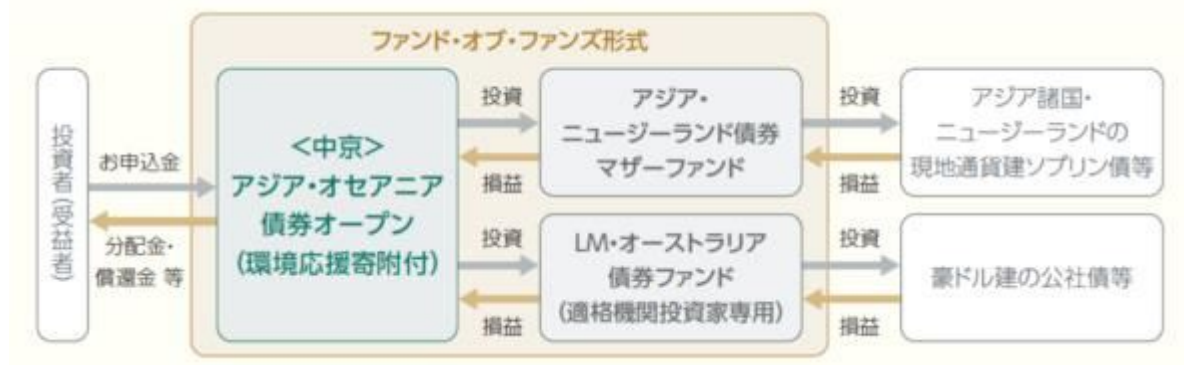 ファンド・オブ・ファンズ形式
投資者(受益者)
お申込金
分配金・
償還金 等
<中京>
アジア・オセアニア
債券オープン
(環境応援寄附付)
投資
損益
アジア・
ニュージーランド債券
マザーファンド
投資
損益
アジア諸国・
ニュージーランドの
現地通貨建ソブリン債等
投資
損益
LM・オーストラリア
債券ファンド
(適格機関投資家専用)
投資
損益
豪ドル建の公社債等